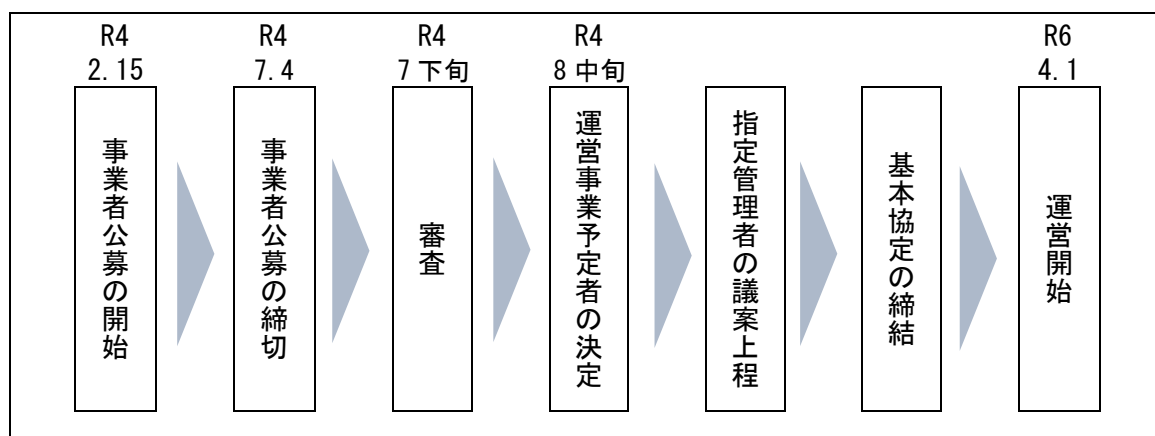 R4
2.15
事業者公募の開始
R4
7.4
事業者公募の締切
R4
7下旬
審査
R4
8中旬
運営事業予定者の決定
指定管理者の議案上程
基本協定の締結
R6
4.1
運営開始